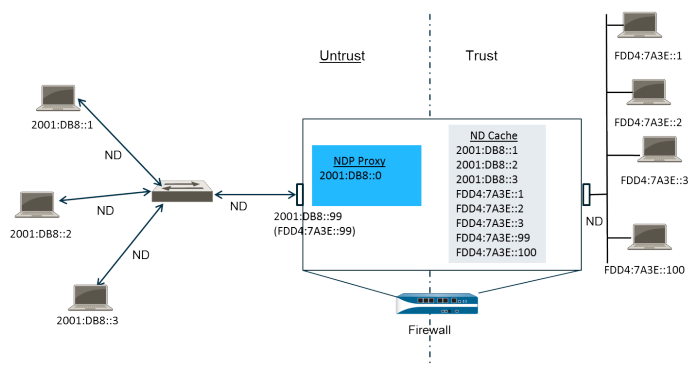 Untrust
Trust
FDD4:7A3E::1
2001:DB8::1
ND
FDD4:7A3E::2
NDP Proxy
2001:DB8::0
ND Cache
2001:DB8::1
2001:DB8::2
2001:DB8::3
FDD4:7A3E::1
FDD4:7A3E::2
FDD4:7A3E::3
FDD4:7A3E::99
FDD4:7A3E::100
FDD4:7A3E::3
ND
ND
2001:DB8::99
(FDD4:7A3E::99)
ND
2001:DB8::2
ND
FDD4:7A3E::100
2001:DB8::3
Firewall